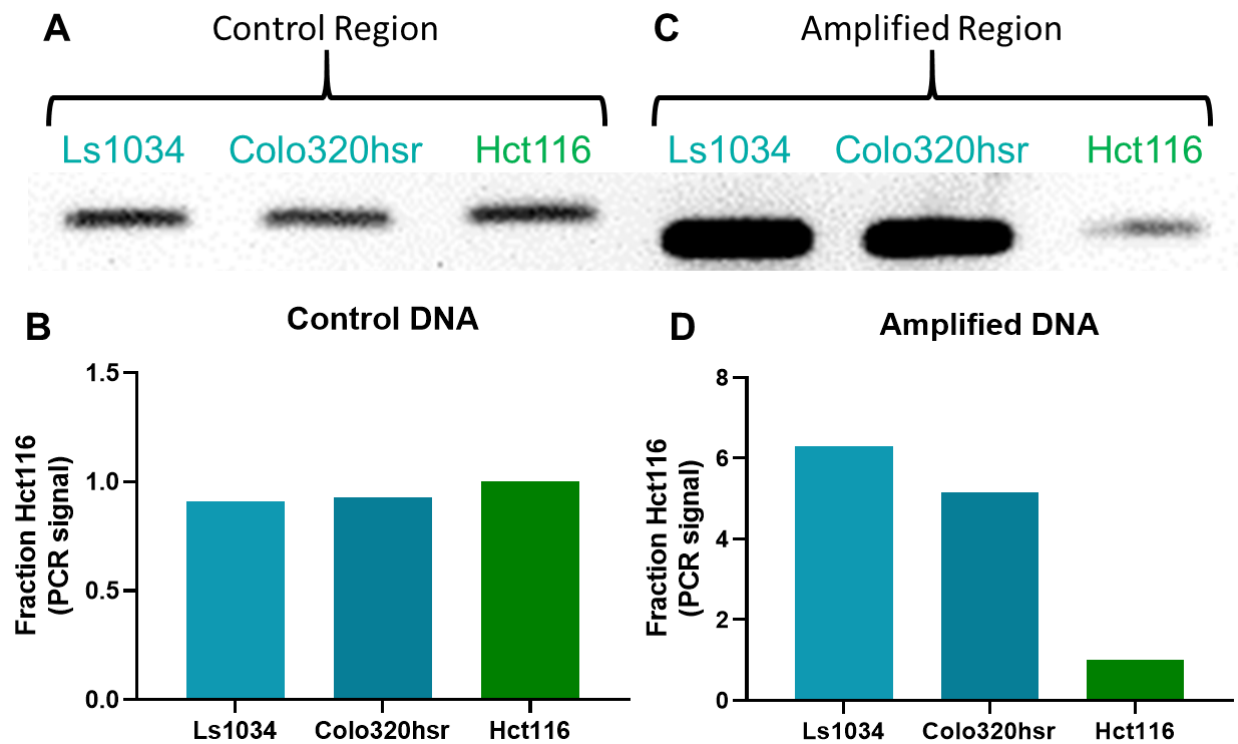 A
Control Region
Ls1034 Colo320hsr Hct116
C
Amplified Region
Ls1034 Colo320hsr Hct116
B
Control DNA
Fraction Hct116
(PCR signal)
1.5
1.0
0.5
0.0
Ls1034 Colo320hsr Hct116
D
Amplified DNA
Fraction Hct116
(PCR signal)
8
6
4
2
0
Ls1034 Colo320hsr Hct116